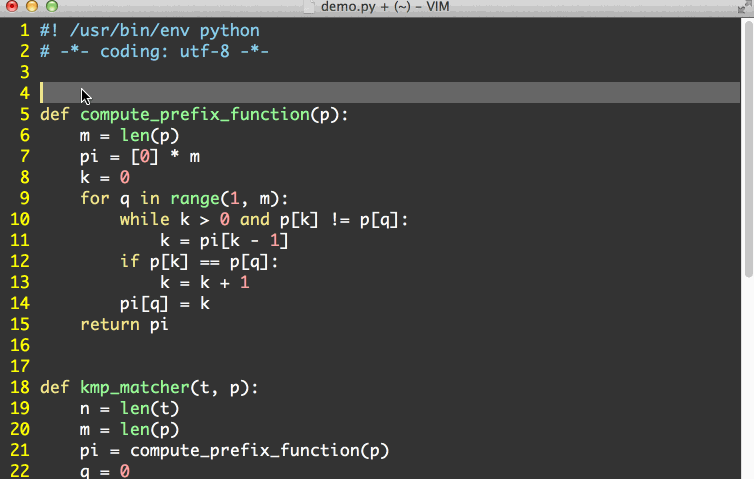 demo.py + (~) – VIM
1 #! /usr/bin/env python
2 # -*- coding: utf-8 -*-
3
4
5 def compute_prefix_function(p):
6     m = len(p)
7     pi = [0] * m
8     k = 0
9     for q in range(1, m):
10         while k > 0 and p[k] != p[q]:
11             k = pi[k - 1]
12         if p[k] == p[q]:
13             k = k + 1
14         pi[q] = k
15     return pi
16
17
18 def kmp_matcher(t, p):
19     n = len(t)
20     m = len(p)
21     pi = compute_prefix_function(p)
22     q = 0